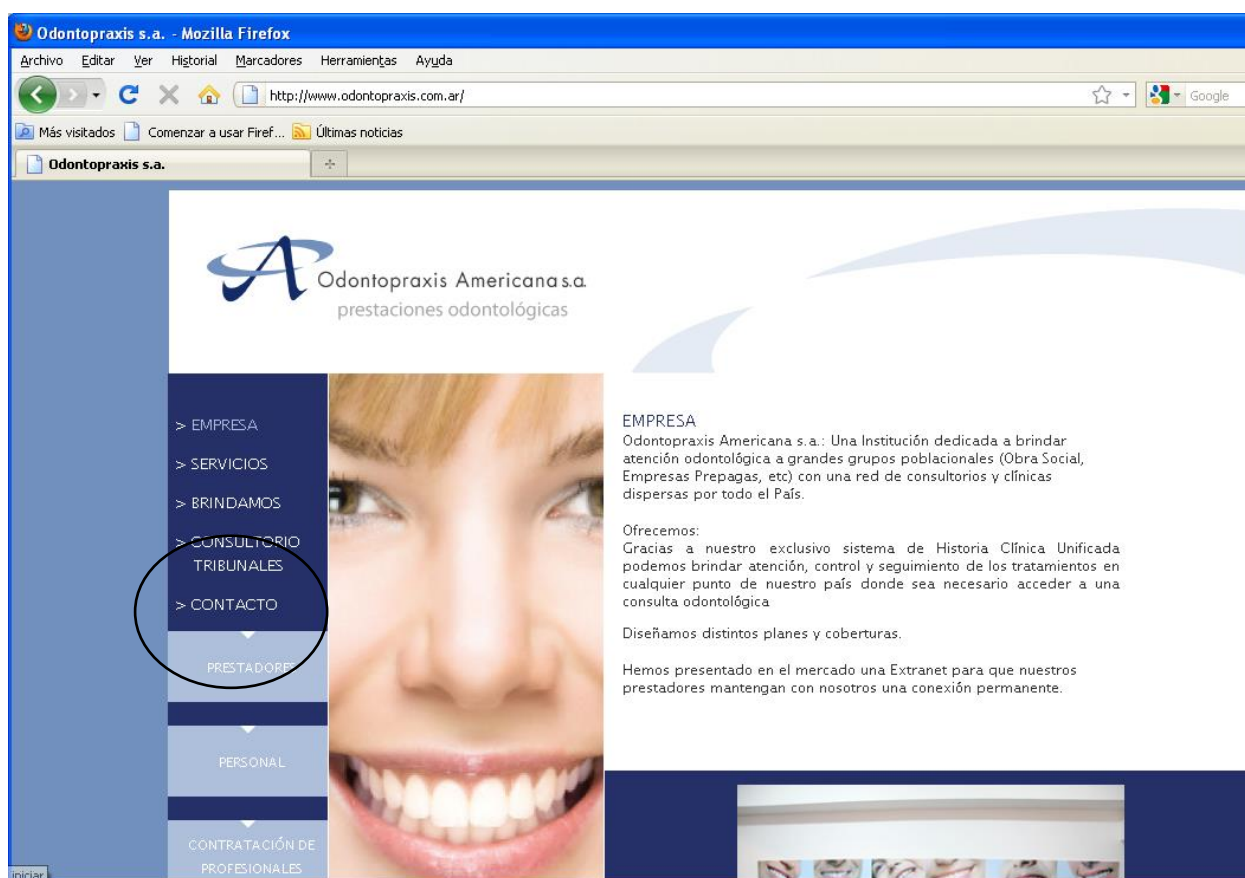 Odontopraxis s.a. - Mozilla Firefox
Archivo Editar Ver Historial Marcadores Herramientas Ayuda
http://www.odontopraxis.com.ar/ Google
Más visitados Comenzar a usar Firef... Últimas noticias
Odontopraxis s.a.
A
Odontopraxis Americana s.a.
prestaciones odontológicas
> EMPRESA
> SERVICIOS
> BRINDAMOS
> CONSULTORIO
TRIBUNALES
> CONTACTO
PRESTADORES
PERSONAL
CONTRATACIÓN DE
PROFESIONALES
EMPRESA
Odontopraxis Americana s.a.: Una Institución dedicada a brindar
atención odontológica a grandes grupos poblacionales (Obra Social,
Empresas Prepagas, etc) con una red de consultorios y clínicas
dispersas por todo el País.
Ofrecemos:
Gracias a nuestro exclusivo sistema de Historia Clínica Unificada
podemos brindar atención, control y seguimiento de los tratamientos en
cualquier punto de nuestro país donde sea necesario acceder a una
consulta odontológica
Diseñamos distintos planes y coberturas.
Hemos presentado en el mercado una Extranet para que nuestros
prestadores mantengan con nosotros una conexión permanente.
iniciar